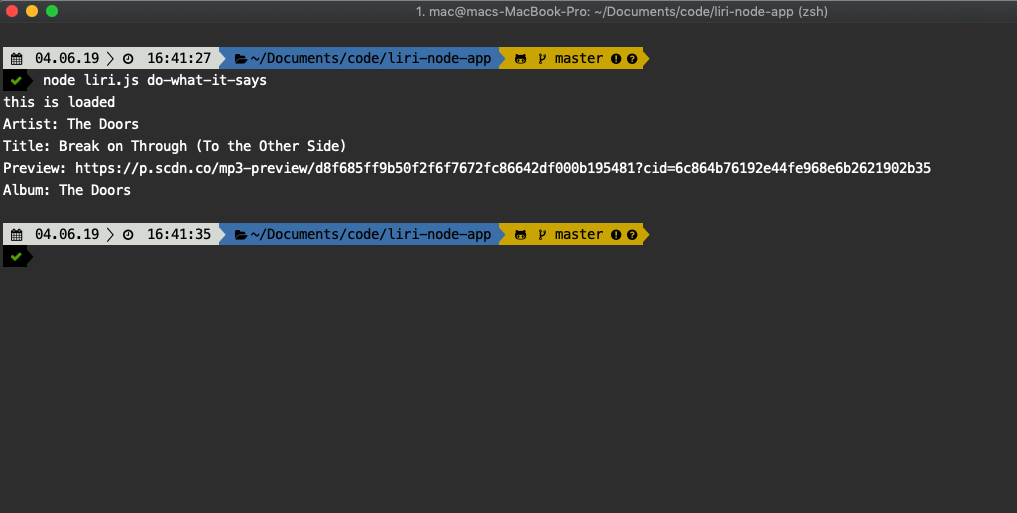 1. mac@macs-MacBook-Pro: ~/Documents/code/liri-node-app (zsh)
04.06.19 16:41:27 ~/Documents/code/liri-node-app master
node liri.js do-what-it-says
this is loaded
Artist: The Doors
Title: Break on Through (To the Other Side)
Preview: https://p.scdn.co/mp3-preview/d8f685ff9b50f2f6f7672fc86642df000b195481?cid=6c864b76192e44fe968e6b2621902b35
Album: The Doors
04.06.19 16:41:35 ~/Documents/code/liri-node-app master